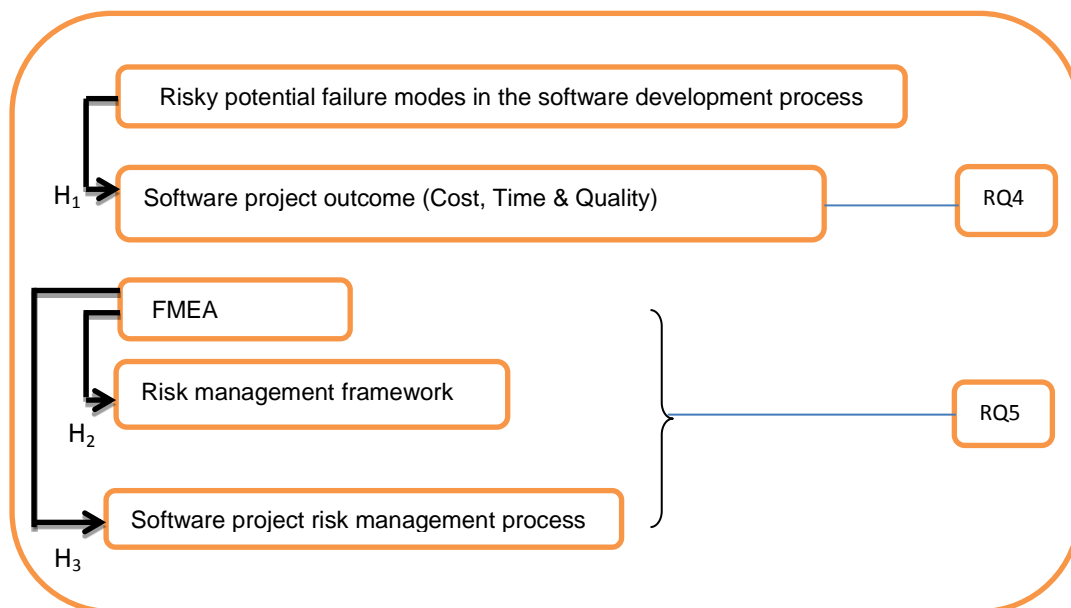 Risky potential failure modes in the software development process
H₁
Software project outcome (Cost, Time & Quality)
RQ4
FMEA
Risk management framework
H₂
RQ5
Software project risk management process
H₃